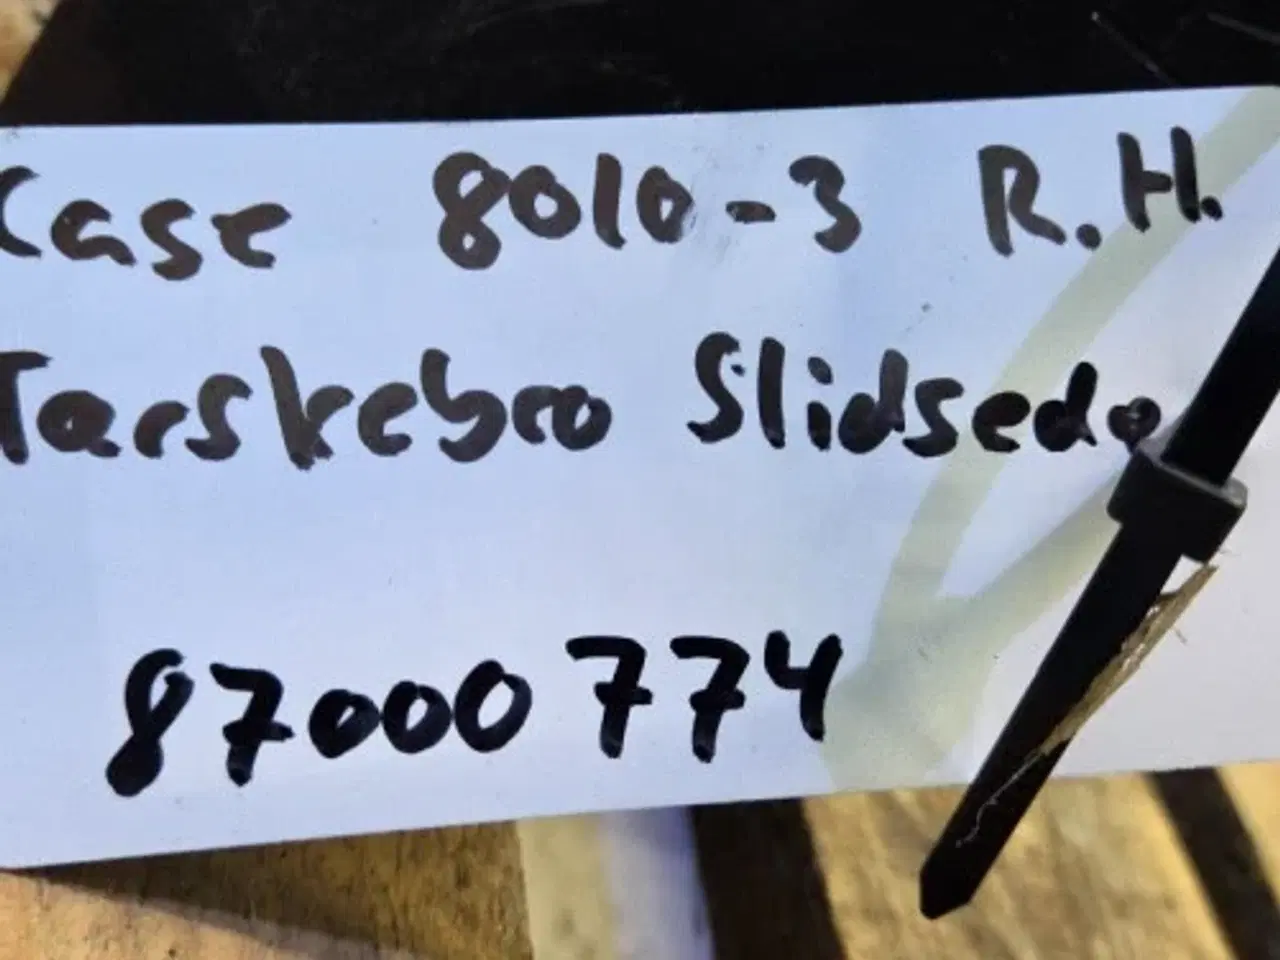 Case 8010-3 R.H.
Tærskebro Slidsede
87000774